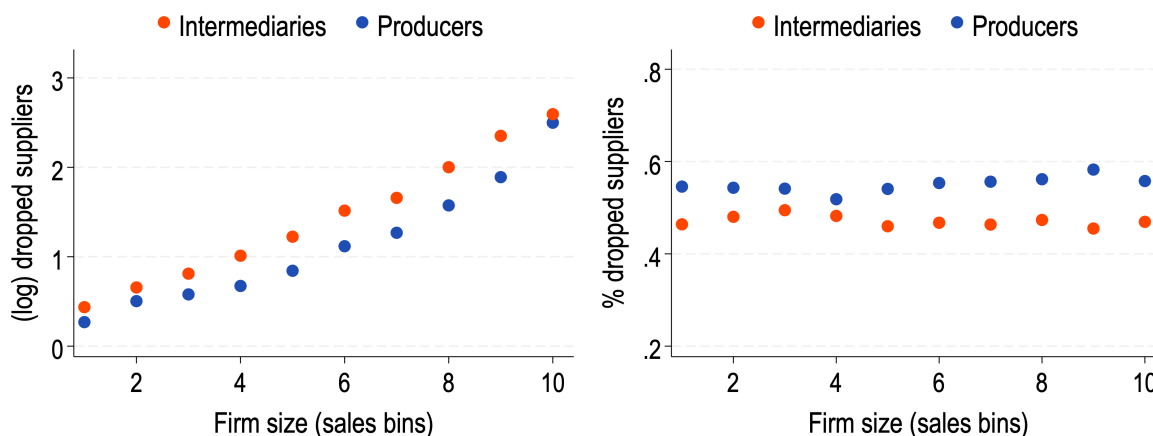 Intermediaries Producers
(log) dropped suppliers
3
2
1
0
2 4 6 8 10
Firm size (sales bins)
Intermediaries Producers
% dropped suppliers
.8
.6
.4
.2
2 4 6 8 10
Firm size (sales bins)